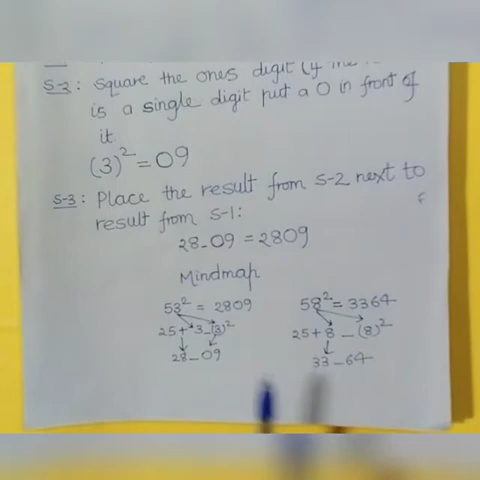 S-2: Square the ones digit (if the
is a single digit put a 0 in front of
it
(3)² = 09
S-3: Place the result from S-2 next to
result from S-1:
28-09 = 2809
Mindmap
53² = 2809
25+3-(3)²
28-09
58² = 3364
25+8-(8)²
33-64